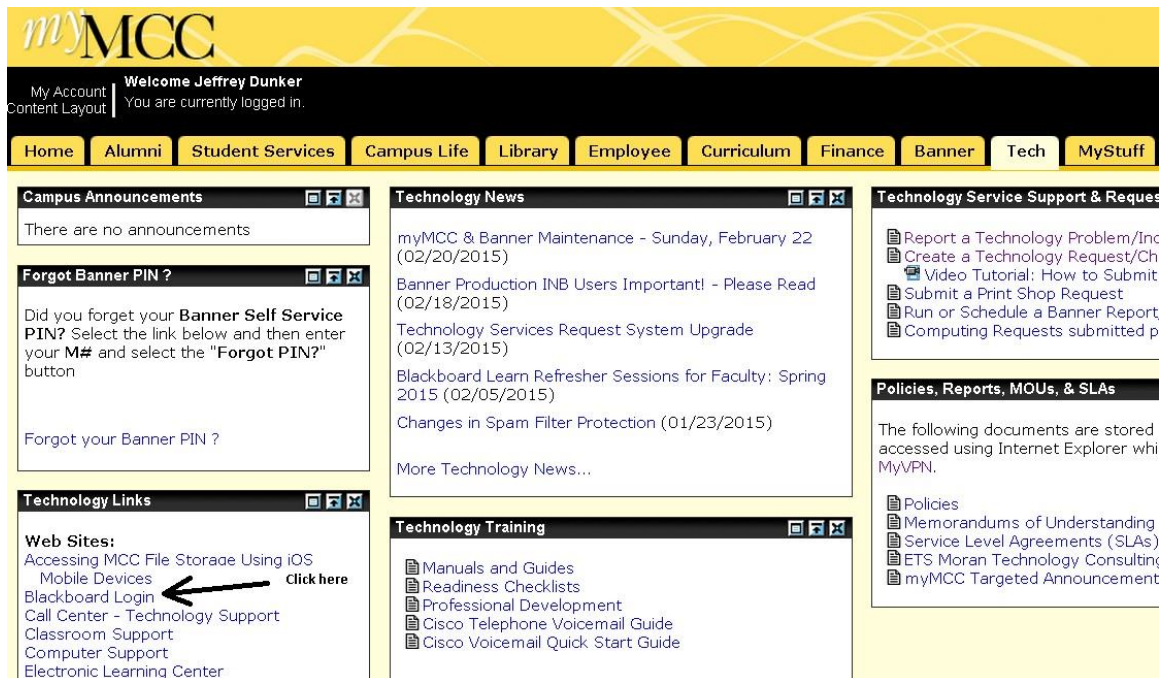 myMCC
My Account
Content Layout
Welcome Jeffrey Dunker
You are currently logged in.
Home Alumni Student Services Campus Life Library Employee Curriculum Finance Banner Tech MyStuff
Campus Announcements
There are no announcements
Forgot Banner PIN ?
Did you forget your Banner Self Service
PIN? Select the link below and then enter
your M# and select the "Forgot PIN?"
button
Forgot your Banner PIN ?
Technology Links
Web Sites:
Accessing MCC File Storage Using iOS
Mobile Devices
Click here
Blackboard Login
Call Center - Technology Support
Classroom Support
Computer Support
Electronic Learning Center
Technology News
myMCC & Banner Maintenance - Sunday, February 22
(02/20/2015)
Banner Production INB Users Important! - Please Read
(02/18/2015)
Technology Services Request System Upgrade
(02/13/2015)
Blackboard Learn Refresher Sessions for Faculty: Spring
2015 (02/05/2015)
Changes in Spam Filter Protection (01/23/2015)
More Technology News...
Technology Training
Manuals and Guides
Readiness Checklists
Professional Development
Cisco Telephone Voicemail Guide
Cisco Voicemail Quick Start Guide
Technology Service Support & Reques
Report a Technology Problem/Inc
Create a Technology Request/Ch
Video Tutorial: How to Submit
Submit a Print Shop Request
Run or Schedule a Banner Report
Computing Requests submitted p
Policies, Reports, MOUs, & SLAs
The following documents are stored
accessed using Internet Explorer whi
MyVPN.
Policies
Memorandums of Understanding
Service Level Agreements (SLAs)
ETS Moran Technology Consulting
myMCC Targeted Announcement